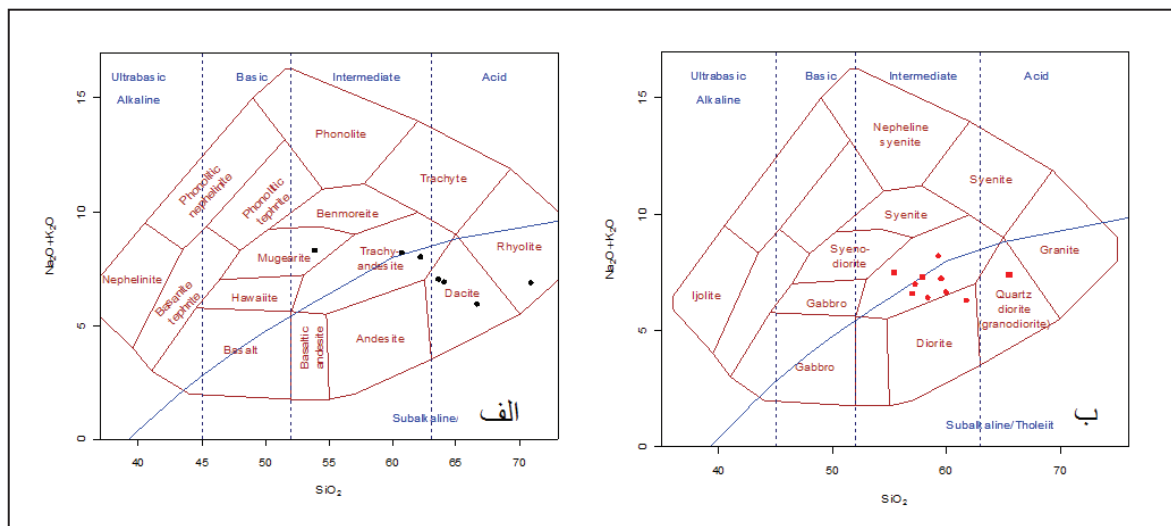 Ultrabasic
Basic
Intermediate
Acid
Alkaline
Phonolite
Phonolitic
nephelinite
Phonolitic
tephrite
Trachyte
Benmoreite
Mugearite
Trachy-
andesite
Rhyolite
Nephelinite
Basanite
tephrite
Hawaiite
Dacite
Basalt
Basaltic
andesite
Andesite
Subalkaline/
الف
15
10
5
0
Na2O+K2O
40 45 50 55 60 65 70
SiO2
Ultrabasic
Basic
Intermediate
Acid
Alkaline
Nepheline
syenite
Syenite
Syenite
Syeno-
diorite
Granite
Ijolite
Gabbro
Quartz
diorite
(granodiorite)
Diorite
Gabbro
Subalkaline/Tholeiit
ب
15
10
5
0
Na2O+K2O
40 50 60 70
SiO2